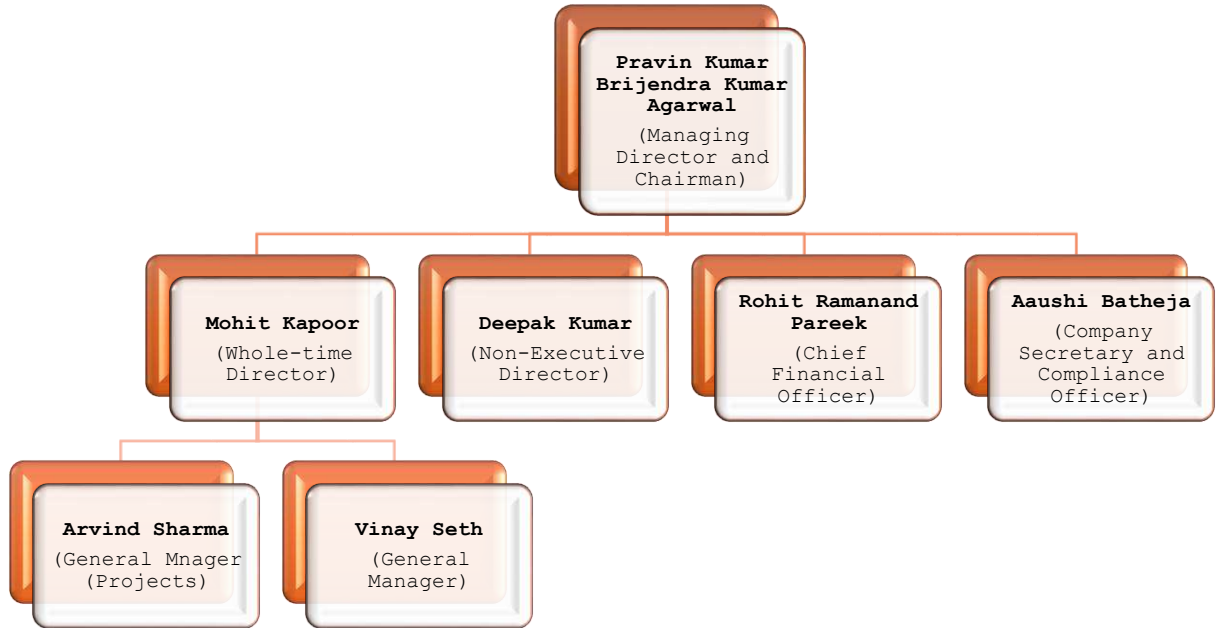 Pravin Kumar
Brijendra Kumar
Agarwal
(Managing
Director and
Chairman)
Mohit Kapoor
(Whole-time
Director)
Deepak Kumar
(Non-Executive
Director)
Rohit Ramanand
Pareek
(Chief
Financial
Officer)
Aaushi Batheja
(Company
Secretary and
Compliance
Officer)
Arvind Sharma
(General Mnager
(Projects)
Vinay Seth
(General
Manager)